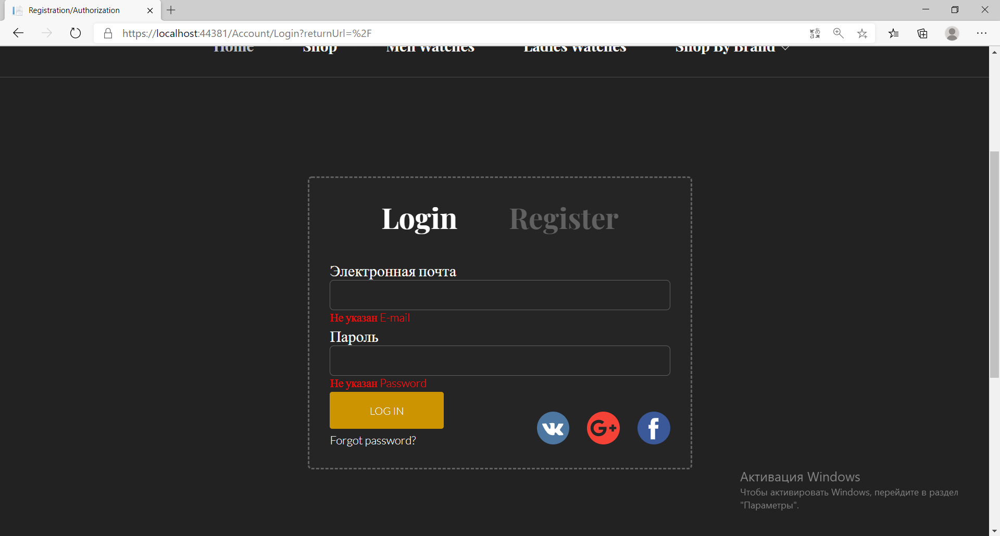 Registration/Authorization
https://localhost:44381/Account/Login?returnUrl=%2F
Home Shop Men Watches Ladies Watches Shop By Brand
Login Register
Электронная почта
Не указан E-mail
Пароль
Не указан Password
LOG IN
Forgot password?
Активация Windows
Чтобы активировать Windows, перейдите в раздел
"Параметры".